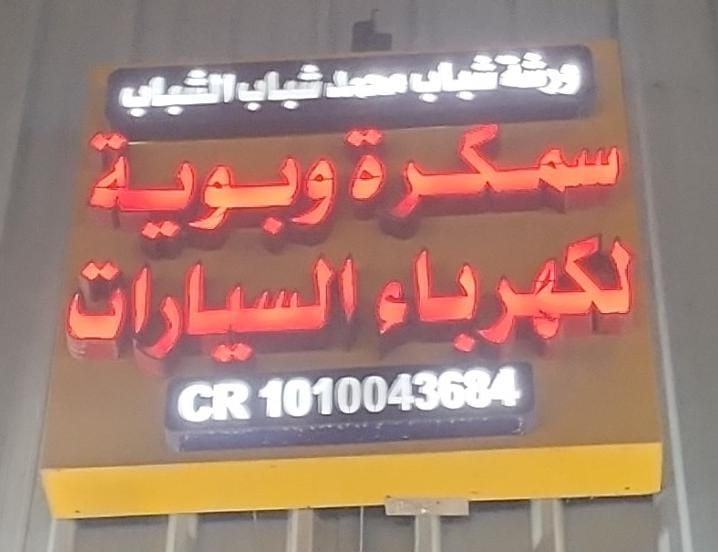 ورشة شباب محمد شباب الشباب
سمكرة وبوية
لكهرباء السيارات
CR 1010043684